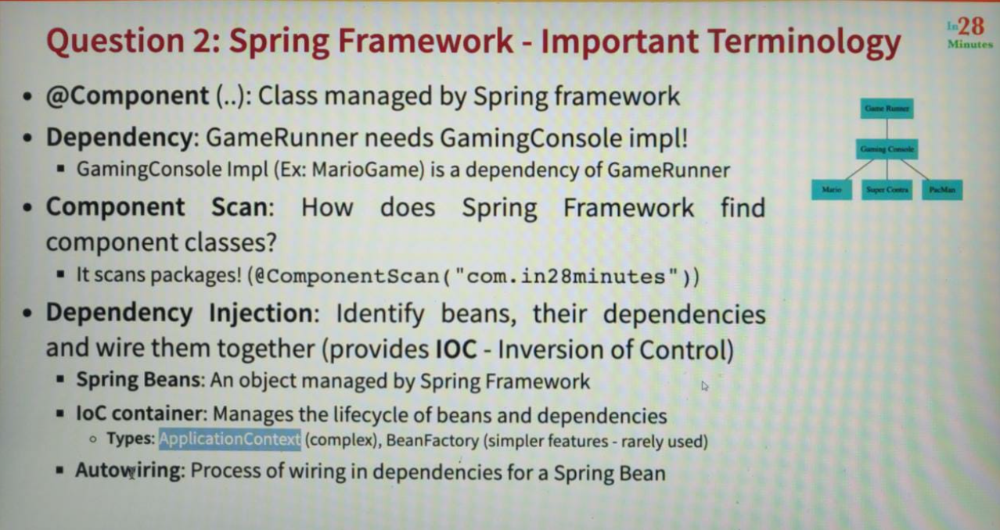 Question 2: Spring Framework - Important Terminology
In28
Minutes
• @Component (..): Class managed by Spring framework
• Dependency: GameRunner needs GamingConsole impl!
▪ GamingConsole Impl (Ex: MarioGame) is a dependency of GameRunner
• Component Scan: How does Spring Framework find
component classes?
▪ It scans packages! (@ComponentScan("com.in28minutes"))
• Dependency Injection: Identify beans, their dependencies
and wire them together (provides IOC - Inversion of Control)
▪ Spring Beans: An object managed by Spring Framework
▪ IoC container: Manages the lifecycle of beans and dependencies
○ Types: ApplicationContext (complex), BeanFactory (simpler features - rarely used)
▪ Autowiring: Process of wiring in dependencies for a Spring Bean
Game Runner
Gaming Console
Mario
Super Contra
PacMan